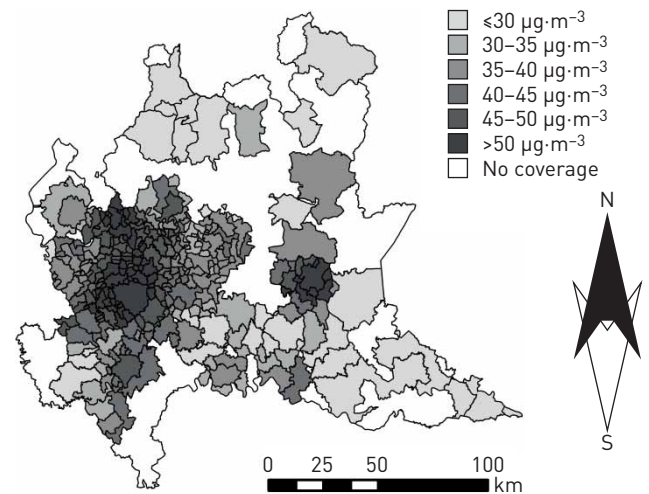 ⩽30 µg·m⁻³
30–35 µg·m⁻³
35–40 µg·m⁻³
40–45 µg·m⁻³
45–50 µg·m⁻³
>50 µg·m⁻³
No coverage
N
S
0 25 50 100
km